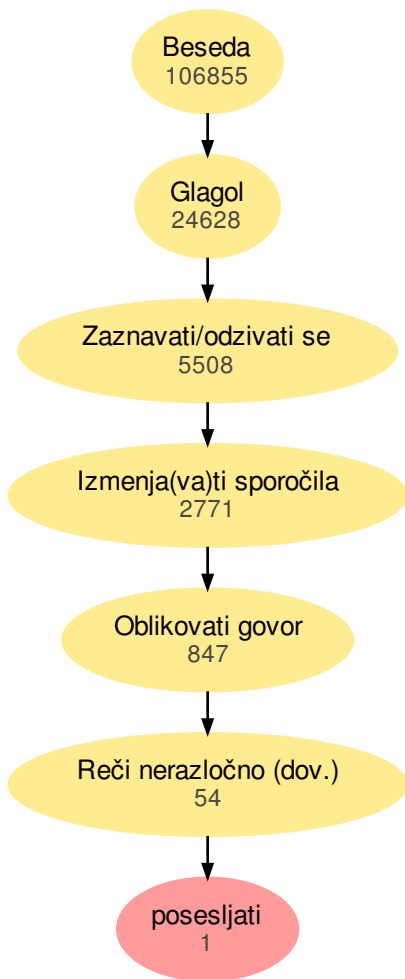 Beseda
106855
Glagol
24628
Zaznavati/odzivati se
5508
Izmenja(va)ti sporočila
2771
Oblikovati govor
847
Reči nerazločno (dov.)
54
posesljati
1